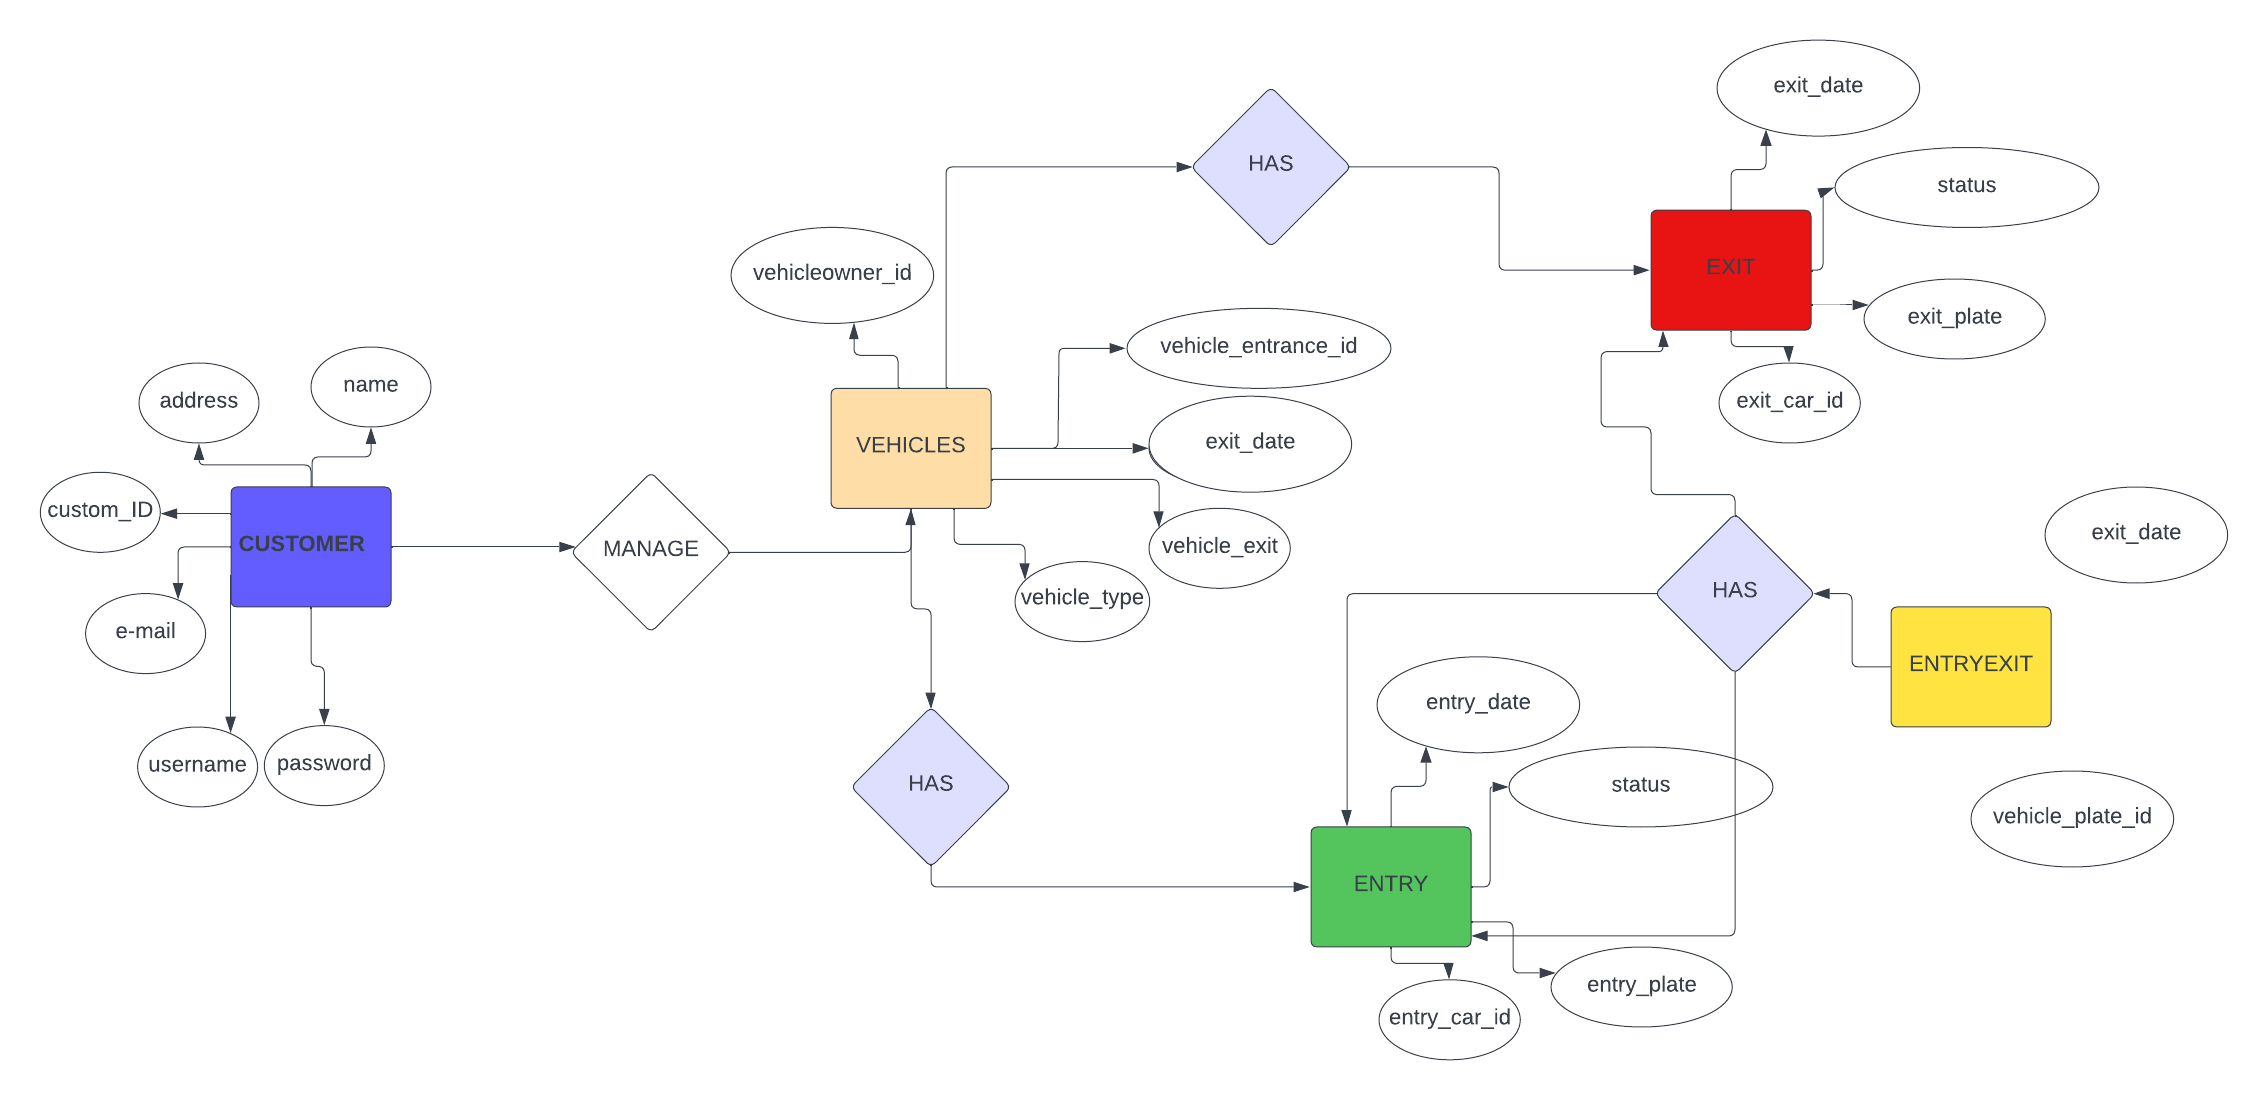 exit_date
HAS
status
EXIT
vehicleowner_id
exit_plate
vehicle_entrance_id
name
address
exit_car_id
VEHICLES
exit_date
custom_ID
CUSTOMER
MANAGE
vehicle_exit
exit_date
HAS
vehicle_type
e-mail
ENTRYEXIT
entry_date
username
password
HAS
status
vehicle_plate_id
ENTRY
entry_plate
entry_car_id